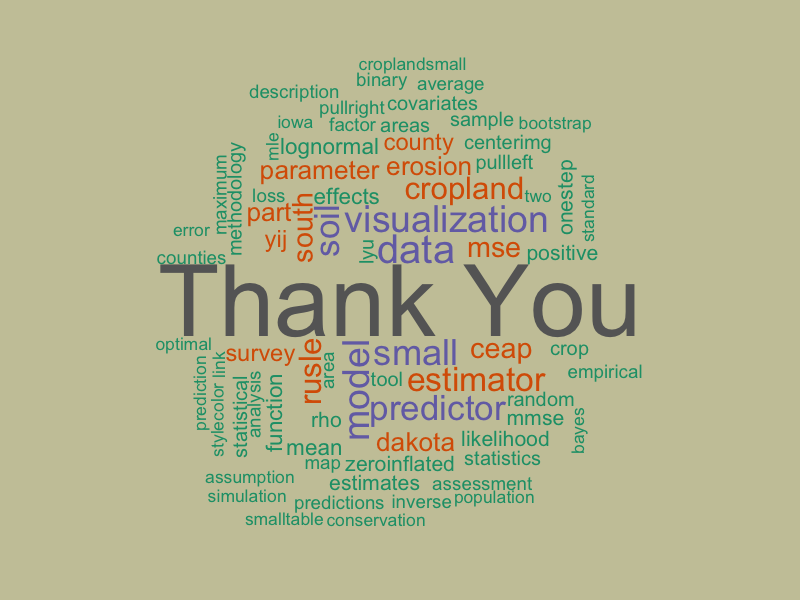 croplandsmall
binary average
description
pullright covariates
iowa factor areas sample bootstrap
mle lognormal county centerimg
parameter erosion pullleft
maximum methodology
loss effects cropland two onestep standard
part south soil visualization
error yij lyu data mse positive
counties
Thank You
optimal survey rusle model small ceap crop
area tool estimator empirical
prediction stylecolor link statistical analysis function
rho predictor random
mmse bayes
mean dakota likelihood
map zeroinflated statistics
assumption estimates assessment
simulation predictions inverse population
smalltable conservation